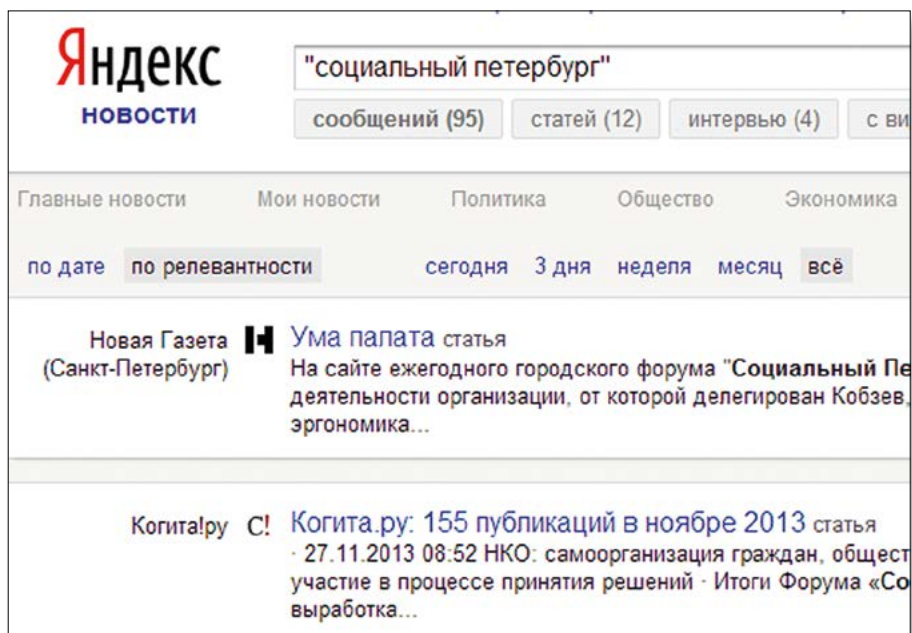 Яндекс
новости
"социальный петербург"
сообщений (95) статей (12) интервью (4) с ви
Главные новости Мои новости Политика Общество Экономика
по дате по релевантности сегодня 3 дня неделя месяц всё
Новая Газета
(Санкт-Петербург)
Ума палата статья
На сайте ежегодного городского форума "Социальный Пе
деятельности организации, от которой делегирован Кобзев,
эргономика...
Когита!ру C!
Когита.ру: 155 публикаций в ноябре 2013 статья
· 27.11.2013 08:52 НКО: самоорганизация граждан, общест
участие в процессе принятия решений · Итоги Форума «Со
выработка...